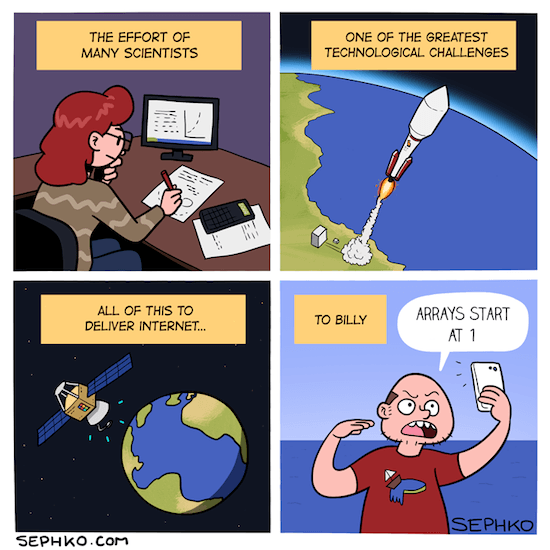 THE EFFORT OF
MANY SCIENTISTS
ONE OF THE GREATEST
TECHNOLOGICAL CHALLENGES
ALL OF THIS TO
DELIVER INTERNET...
TO BILLY
ARRAYS START
AT 1
SEPHKO
SEPHKO.COM